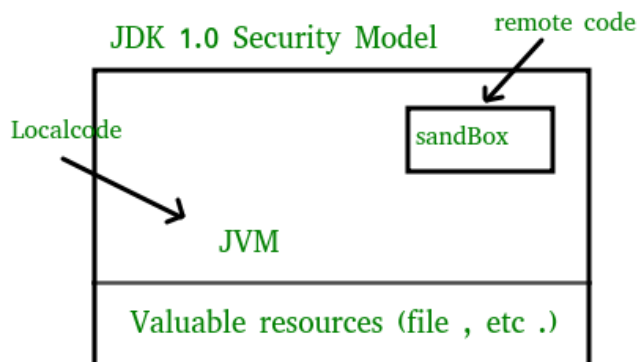 remote code
JDK 1.0 Security Model
Localcode
sandBox
JVM
Valuable resources (file , etc .)